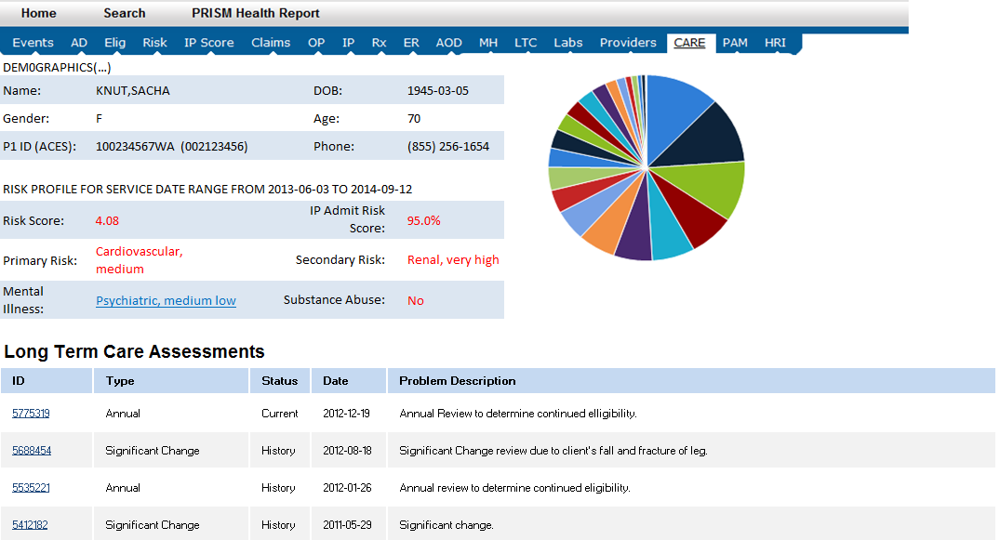 Home Search PRISM Health Report
Events AD Elig Risk IP Score Claims OP IP Rx ER AOD MH LTC Labs Providers CARE PAM HRI
DEM0GRAPHICS(...)
Name: KNUT,SACHA DOB: 1945-03-05
Gender: F Age: 70
P1 ID (ACES): 100234567WA (002123456) Phone: (855) 256-1654
RISK PROFILE FOR SERVICE DATE RANGE FROM 2013-06-03 TO 2014-09-12
Risk Score: 4.08 IP Admit Risk Score: 95.0%
Primary Risk: Cardiovascular, medium Secondary Risk: Renal, very high
Mental Illness: Psychiatric, medium low Substance Abuse: No
Long Term Care Assessments
ID Type Status Date Problem Description
5775319 Annual Current 2012-12-19 Annual Review to determine continued elligibility.
5688454 Significant Change History 2012-08-18 Significant Change review due to client's fall and fracture of leg.
5535221 Annual History 2012-01-26 Annual review to determine continued eligibility.
5412182 Significant Change History 2011-05-29 Significant change.